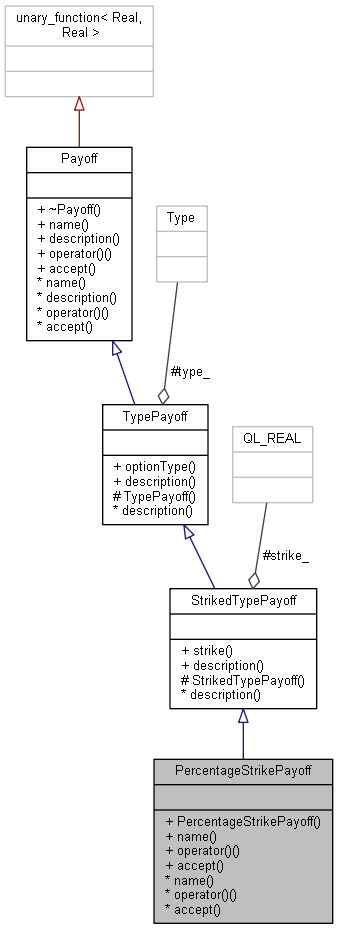 unary_function< Real,
Real >
Payoff
+ ~Payoff()
+ name()
+ description()
+ operator()()
+ accept()
* name()
* description()
* operator()()
* accept()
Type
#type_
TypePayoff
+ optionType()
+ description()
# TypePayoff()
* description()
QL_REAL
#strike_
StrikedTypePayoff
+ strike()
+ description()
# StrikedTypePayoff()
* description()
PercentageStrikePayoff
+ PercentageStrikePayoff()
+ name()
+ operator()()
+ accept()
* name()
* operator()()
* accept()